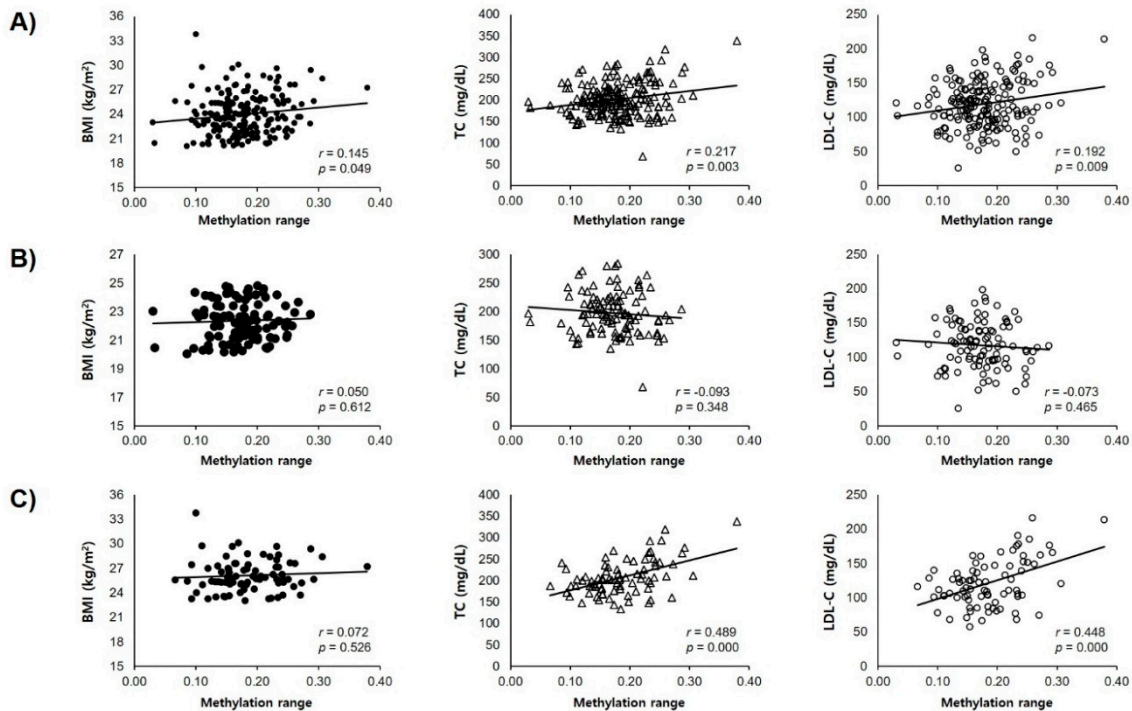 A)
BMI (kg/m²)
36
33
30
27
24
21
18
15
0.00 0.10 0.20 0.30 0.40
Methylation range
r = 0.145
p = 0.049
TC (mg/dL)
400
350
300
250
200
150
100
50
0
0.00 0.10 0.20 0.30 0.40
Methylation range
r = 0.217
p = 0.003
LDL-C (mg/dL)
250
200
150
100
50
0
0.00 0.10 0.20 0.30 0.40
Methylation range
r = 0.192
p = 0.009
B)
BMI (kg/m²)
27
25
23
21
19
17
15
0.00 0.10 0.20 0.30 0.40
Methylation range
r = 0.050
p = 0.612
TC (mg/dL)
300
250
200
150
100
50
0
0.00 0.10 0.20 0.30 0.40
Methylation range
r = -0.093
p = 0.348
LDL-C (mg/dL)
250
200
150
100
50
0
0.00 0.10 0.20 0.30 0.40
Methylation range
r = -0.073
p = 0.465
C)
BMI (kg/m²)
36
33
30
27
24
21
18
15
0.00 0.10 0.20 0.30 0.40
Methylation range
r = 0.072
p = 0.526
TC (mg/dL)
400
350
300
250
200
150
100
50
0
0.00 0.10 0.20 0.30 0.40
Methylation range
r = 0.489
p = 0.000
LDL-C (mg/dL)
250
200
150
100
50
0
0.00 0.10 0.20 0.30 0.40
Methylation range
r = 0.448
p = 0.000